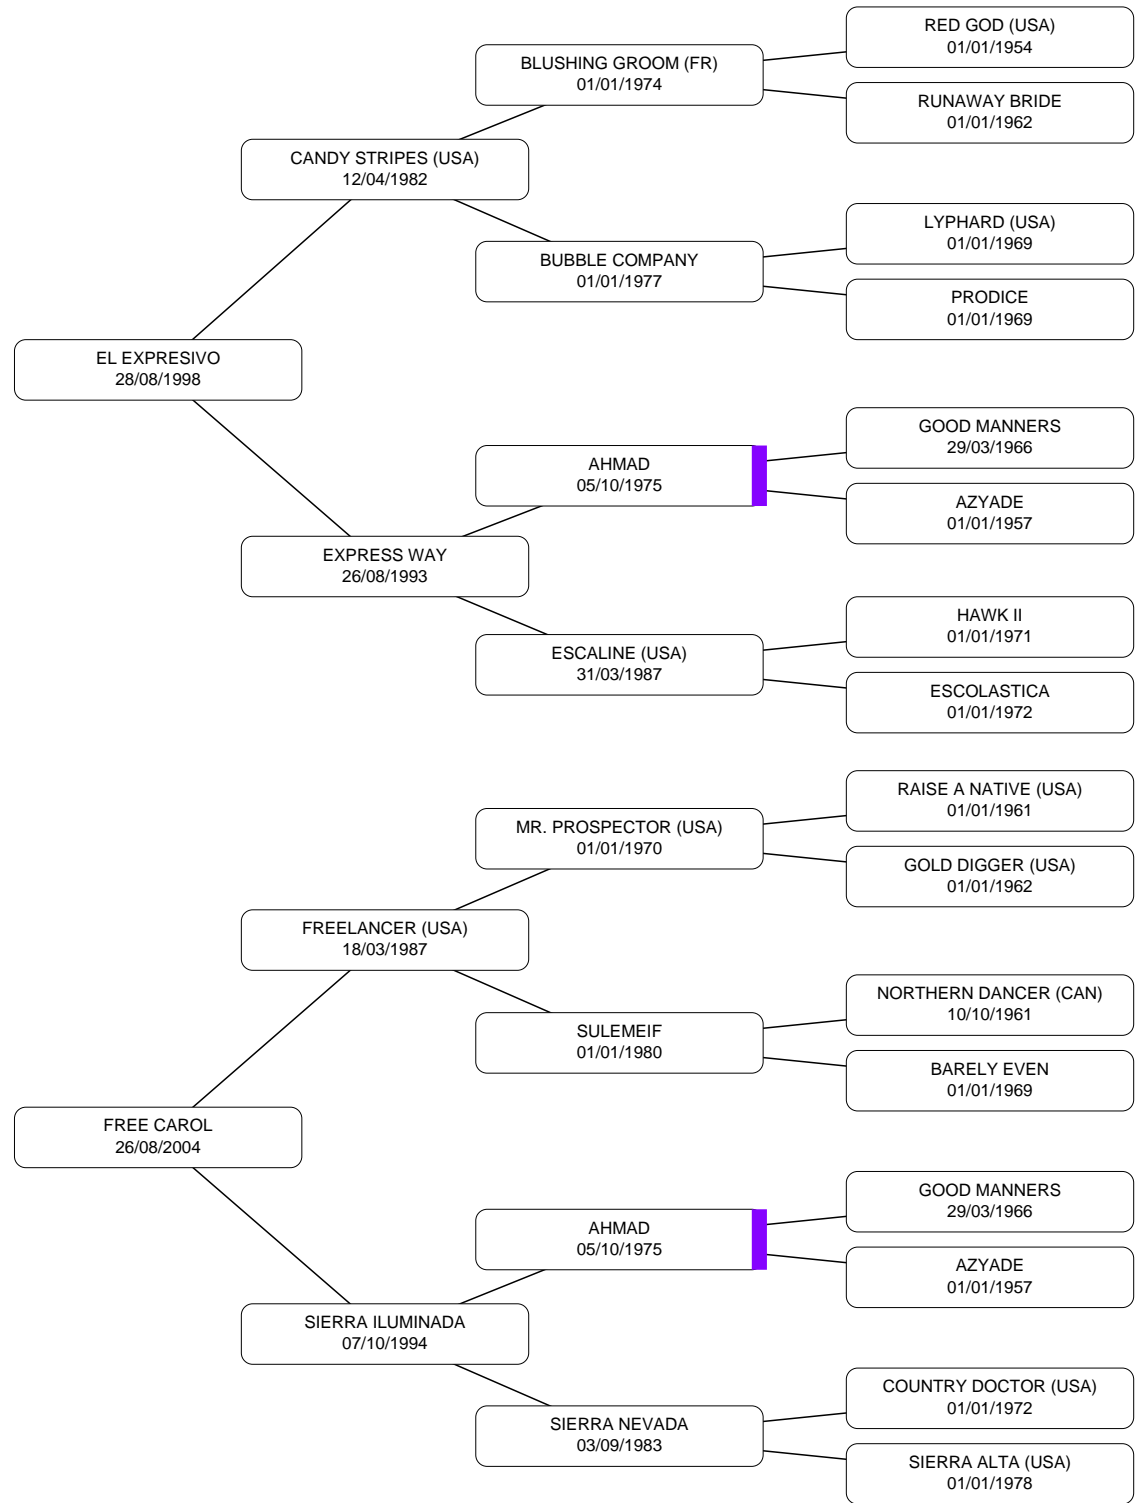 RED GOD (USA)
01/01/1954
BLUSHING GROOM (FR)
01/01/1974
RUNAWAY BRIDE
01/01/1962
CANDY STRIPES (USA)
12/04/1982
LYPHARD (USA)
01/01/1969
BUBBLE COMPANY
01/01/1977
PRODICE
01/01/1969
EL EXPRESIVO
28/08/1998
GOOD MANNERS
29/03/1966
AHMAD
05/10/1975
AZYADE
01/01/1957
EXPRESS WAY
26/08/1993
HAWK II
01/01/1971
ESCALINE (USA)
31/03/1987
ESCOLASTICA
01/01/1972
RAISE A NATIVE (USA)
01/01/1961
MR. PROSPECTOR (USA)
01/01/1970
GOLD DIGGER (USA)
01/01/1962
FREELANCER (USA)
18/03/1987
NORTHERN DANCER (CAN)
10/10/1961
SULEMEIF
01/01/1980
BARELY EVEN
01/01/1969
FREE CAROL
26/08/2004
GOOD MANNERS
29/03/1966
AHMAD
05/10/1975
AZYADE
01/01/1957
SIERRA ILUMINADA
07/10/1994
COUNTRY DOCTOR (USA)
01/01/1972
SIERRA NEVADA
03/09/1983
SIERRA ALTA (USA)
01/01/1978